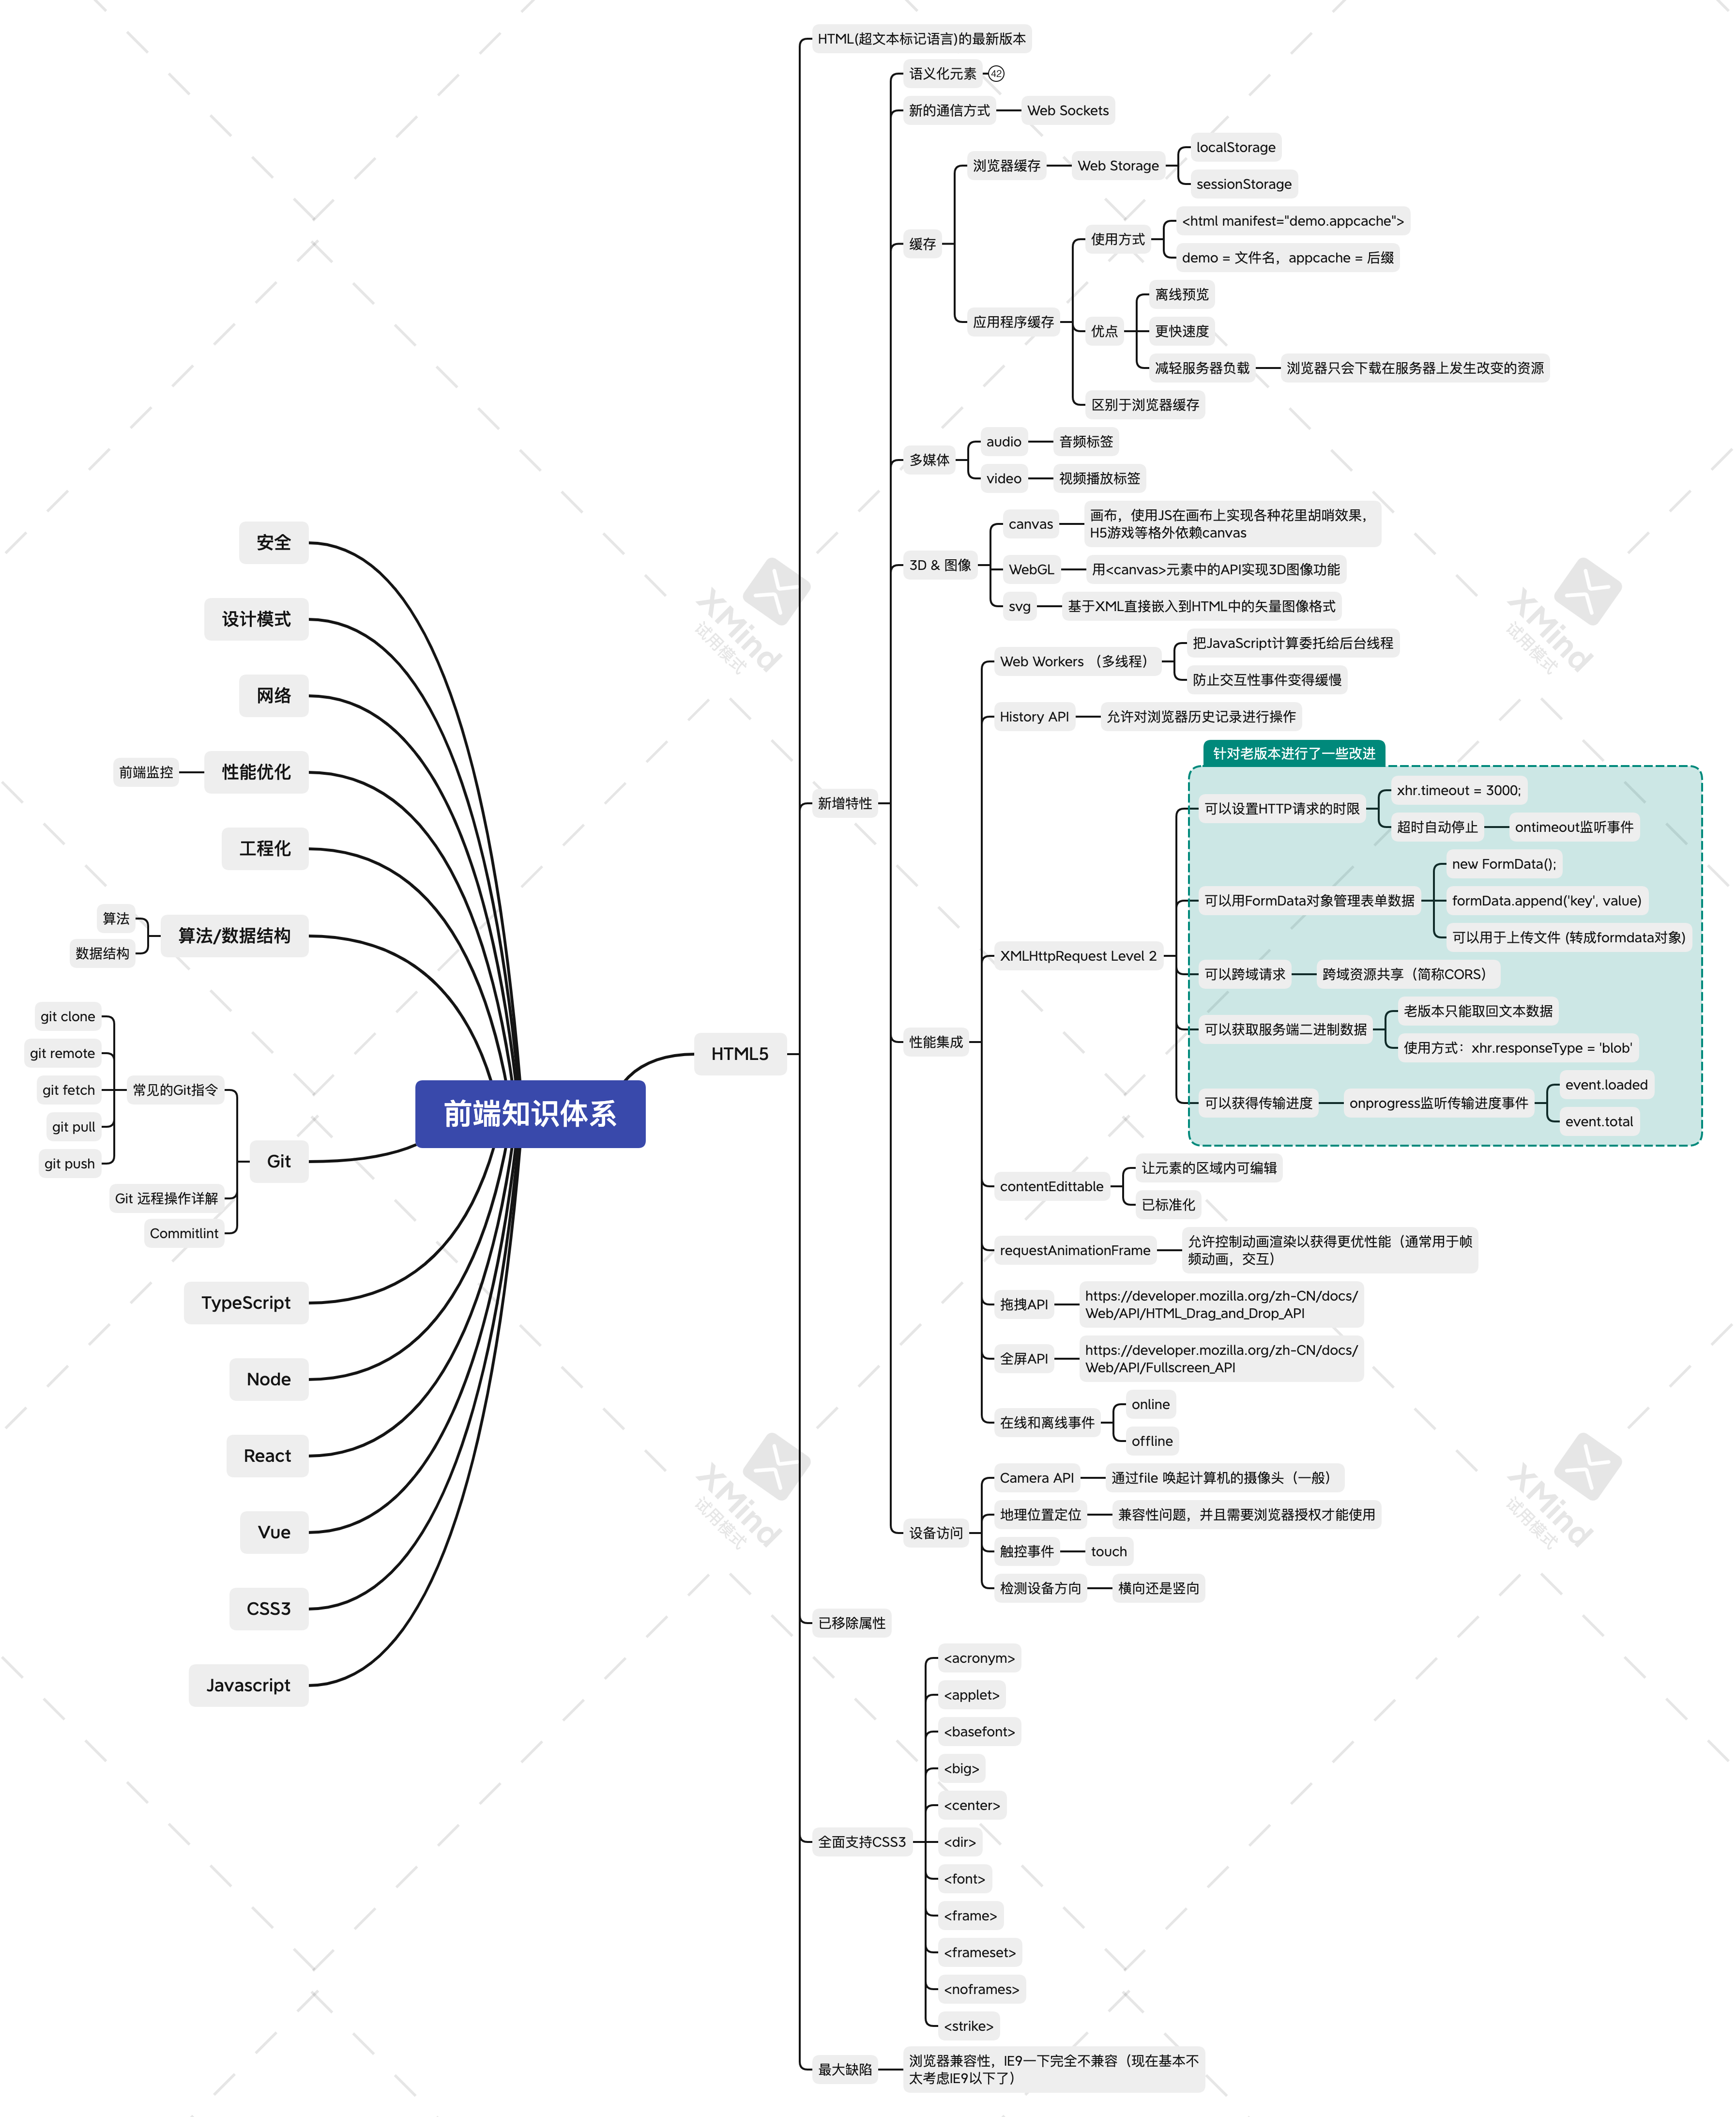 HTML(超文本标记语言)的最新版本
语义化元素
42
新的通信方式
Web Sockets
浏览器缓存
Web Storage
localStorage
sessionStorage
缓存
使用方式
<html manifest="demo.appcache">
demo = 文件名，appcache = 后缀
应用程序缓存
优点
离线预览
更快速度
减轻服务器负载
浏览器只会下载在服务器上发生改变的资源
区别于浏览器缓存
多媒体
audio
音频标签
video
视频播放标签
3D & 图像
canvas
画布，使用JS在画布上实现各种花里胡哨效果，
H5游戏等格外依赖canvas
WebGL
用<canvas>元素中的API实现3D图像功能
svg
基于XML直接嵌入到HTML中的矢量图像格式
新增特性
性能集成
Web Workers （多线程）
把JavaScript计算委托给后台线程
防止交互性事件变得缓慢
History API
允许对浏览器历史记录进行操作
XMLHttpRequest Level 2
针对老版本进行了一些改进
可以设置HTTP请求的时限
xhr.timeout = 3000;
超时自动停止
ontimeout监听事件
可以用FormData对象管理表单数据
new FormData();
formData.append('key', value)
可以用于上传文件 (转成formdata对象)
可以跨域请求
跨域资源共享（简称CORS）
可以获取服务端二进制数据
老版本只能取回文本数据
使用方式：xhr.responseType = 'blob'
可以获得传输进度
onprogress监听传输进度事件
event.loaded
event.total
contentEdittable
让元素的区域内可编辑
已标准化
requestAnimationFrame
允许控制动画渲染以获得更优性能（通常用于帧
频动画，交互）
拖拽API
https://developer.mozilla.org/zh-CN/docs/
Web/API/HTML_Drag_and_Drop_API
全屏API
https://developer.mozilla.org/zh-CN/docs/
Web/API/Fullscreen_API
在线和离线事件
online
offline
设备访问
Camera API
通过file 唤起计算机的摄像头（一般）
地理位置定位
兼容性问题，并且需要浏览器授权才能使用
触控事件
touch
检测设备方向
横向还是竖向
HTML5
已移除属性
全面支持CSS3
<acronym>
<applet>
<basefont>
<big>
<center>
<dir>
<font>
<frame>
<frameset>
<noframes>
<strike>
最大缺陷
浏览器兼容性，IE9一下完全不兼容（现在基本不
太考虑IE9以下了）
前端知识体系
安全
设计模式
网络
性能优化
前端监控
工程化
算法/数据结构
算法
数据结构
Git
常见的Git指令
git clone
git remote
git fetch
git pull
git push
Git 远程操作详解
Commitlint
TypeScript
Node
React
Vue
CSS3
Javascript
XMind
试用模式
XMind
试用模式
XMind
试用模式
XMind
试用模式